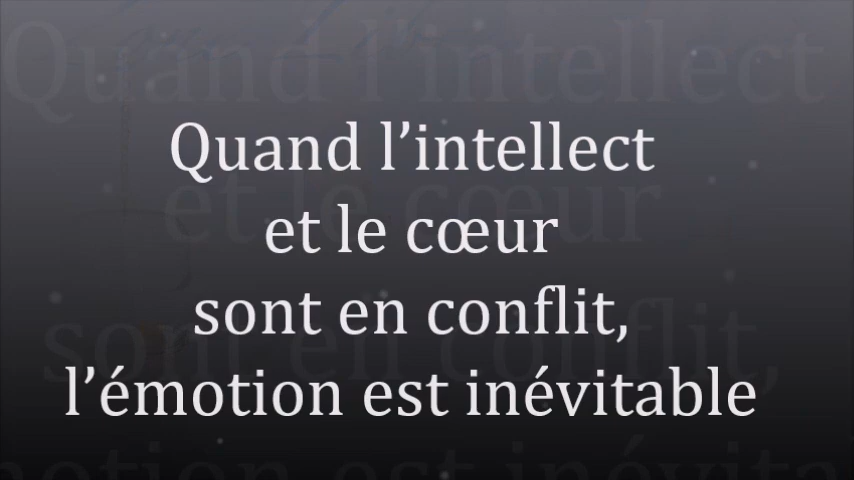 Quand l’intellect
et le cœur
sont en conflit,
l’émotion est inévitable